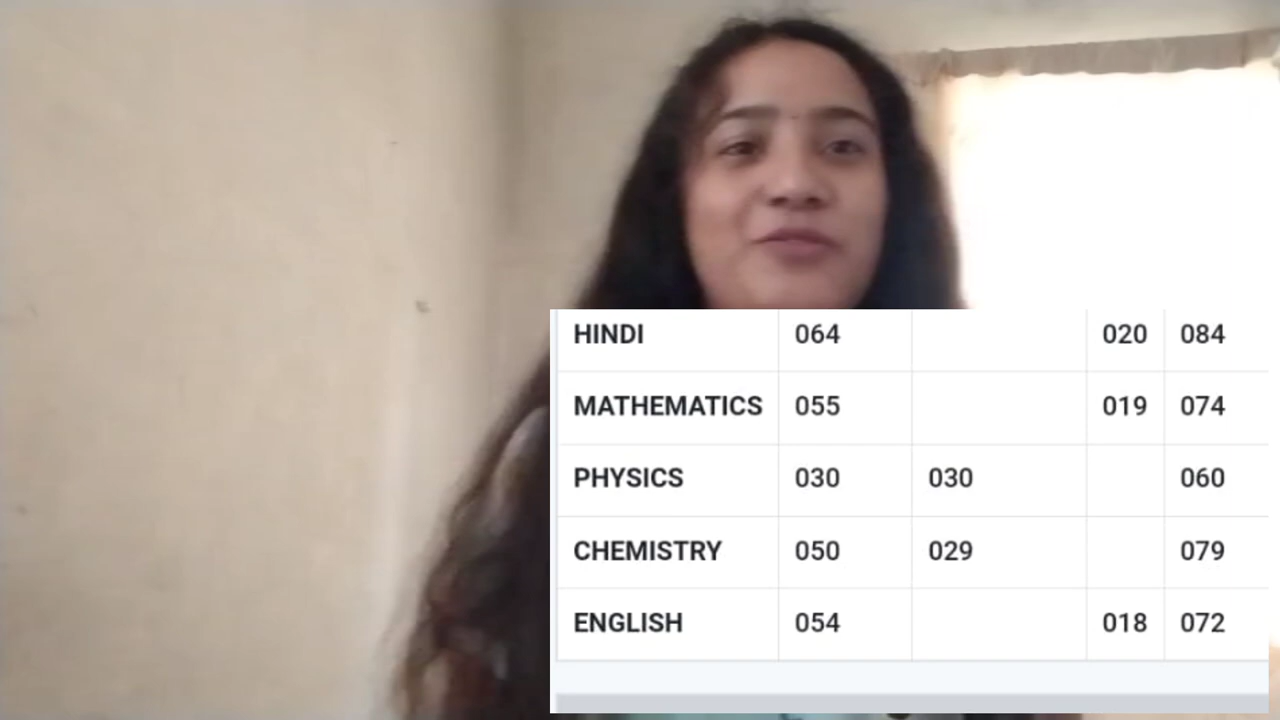 HINDI 064 020 084
MATHEMATICS 055 019 074
PHYSICS 030 030 060
CHEMISTRY 050 029 079
ENGLISH 054 018 072